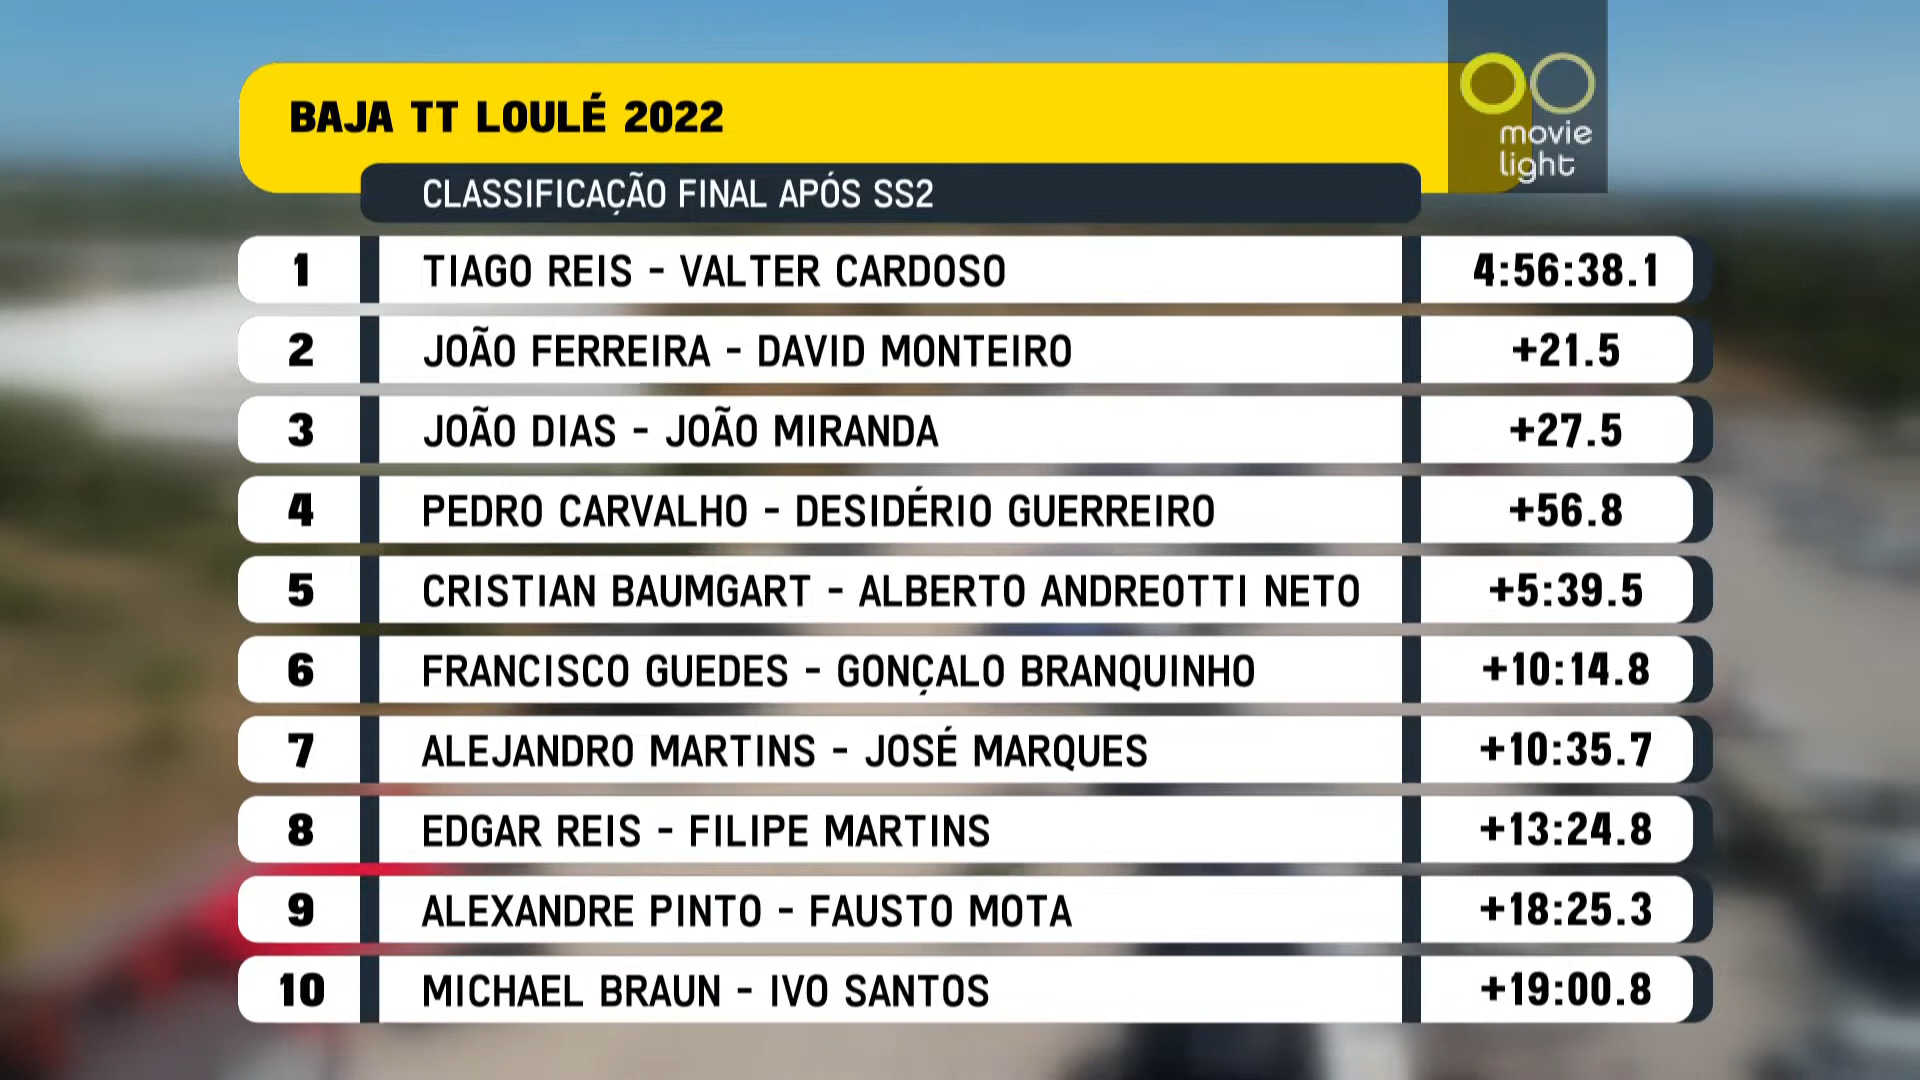 BAJA TT LOULÉ 2022
movie
light
CLASSIFICAÇÃO FINAL APÓS SS2
1 TIAGO REIS - VALTER CARDOSO 4:56:38.1
2 JOÃO FERREIRA - DAVID MONTEIRO +21.5
3 JOÃO DIAS - JOÃO MIRANDA +27.5
4 PEDRO CARVALHO - DESIDÉRIO GUERREIRO +56.8
5 CRISTIAN BAUMGART - ALBERTO ANDREOTTI NETO +5:39.5
6 FRANCISCO GUEDES - GONÇALO BRANQUINHO +10:14.8
7 ALEJANDRO MARTINS - JOSÉ MARQUES +10:35.7
8 EDGAR REIS - FILIPE MARTINS +13:24.8
9 ALEXANDRE PINTO - FAUSTO MOTA +18:25.3
10 MICHAEL BRAUN - IVO SANTOS +19:00.8